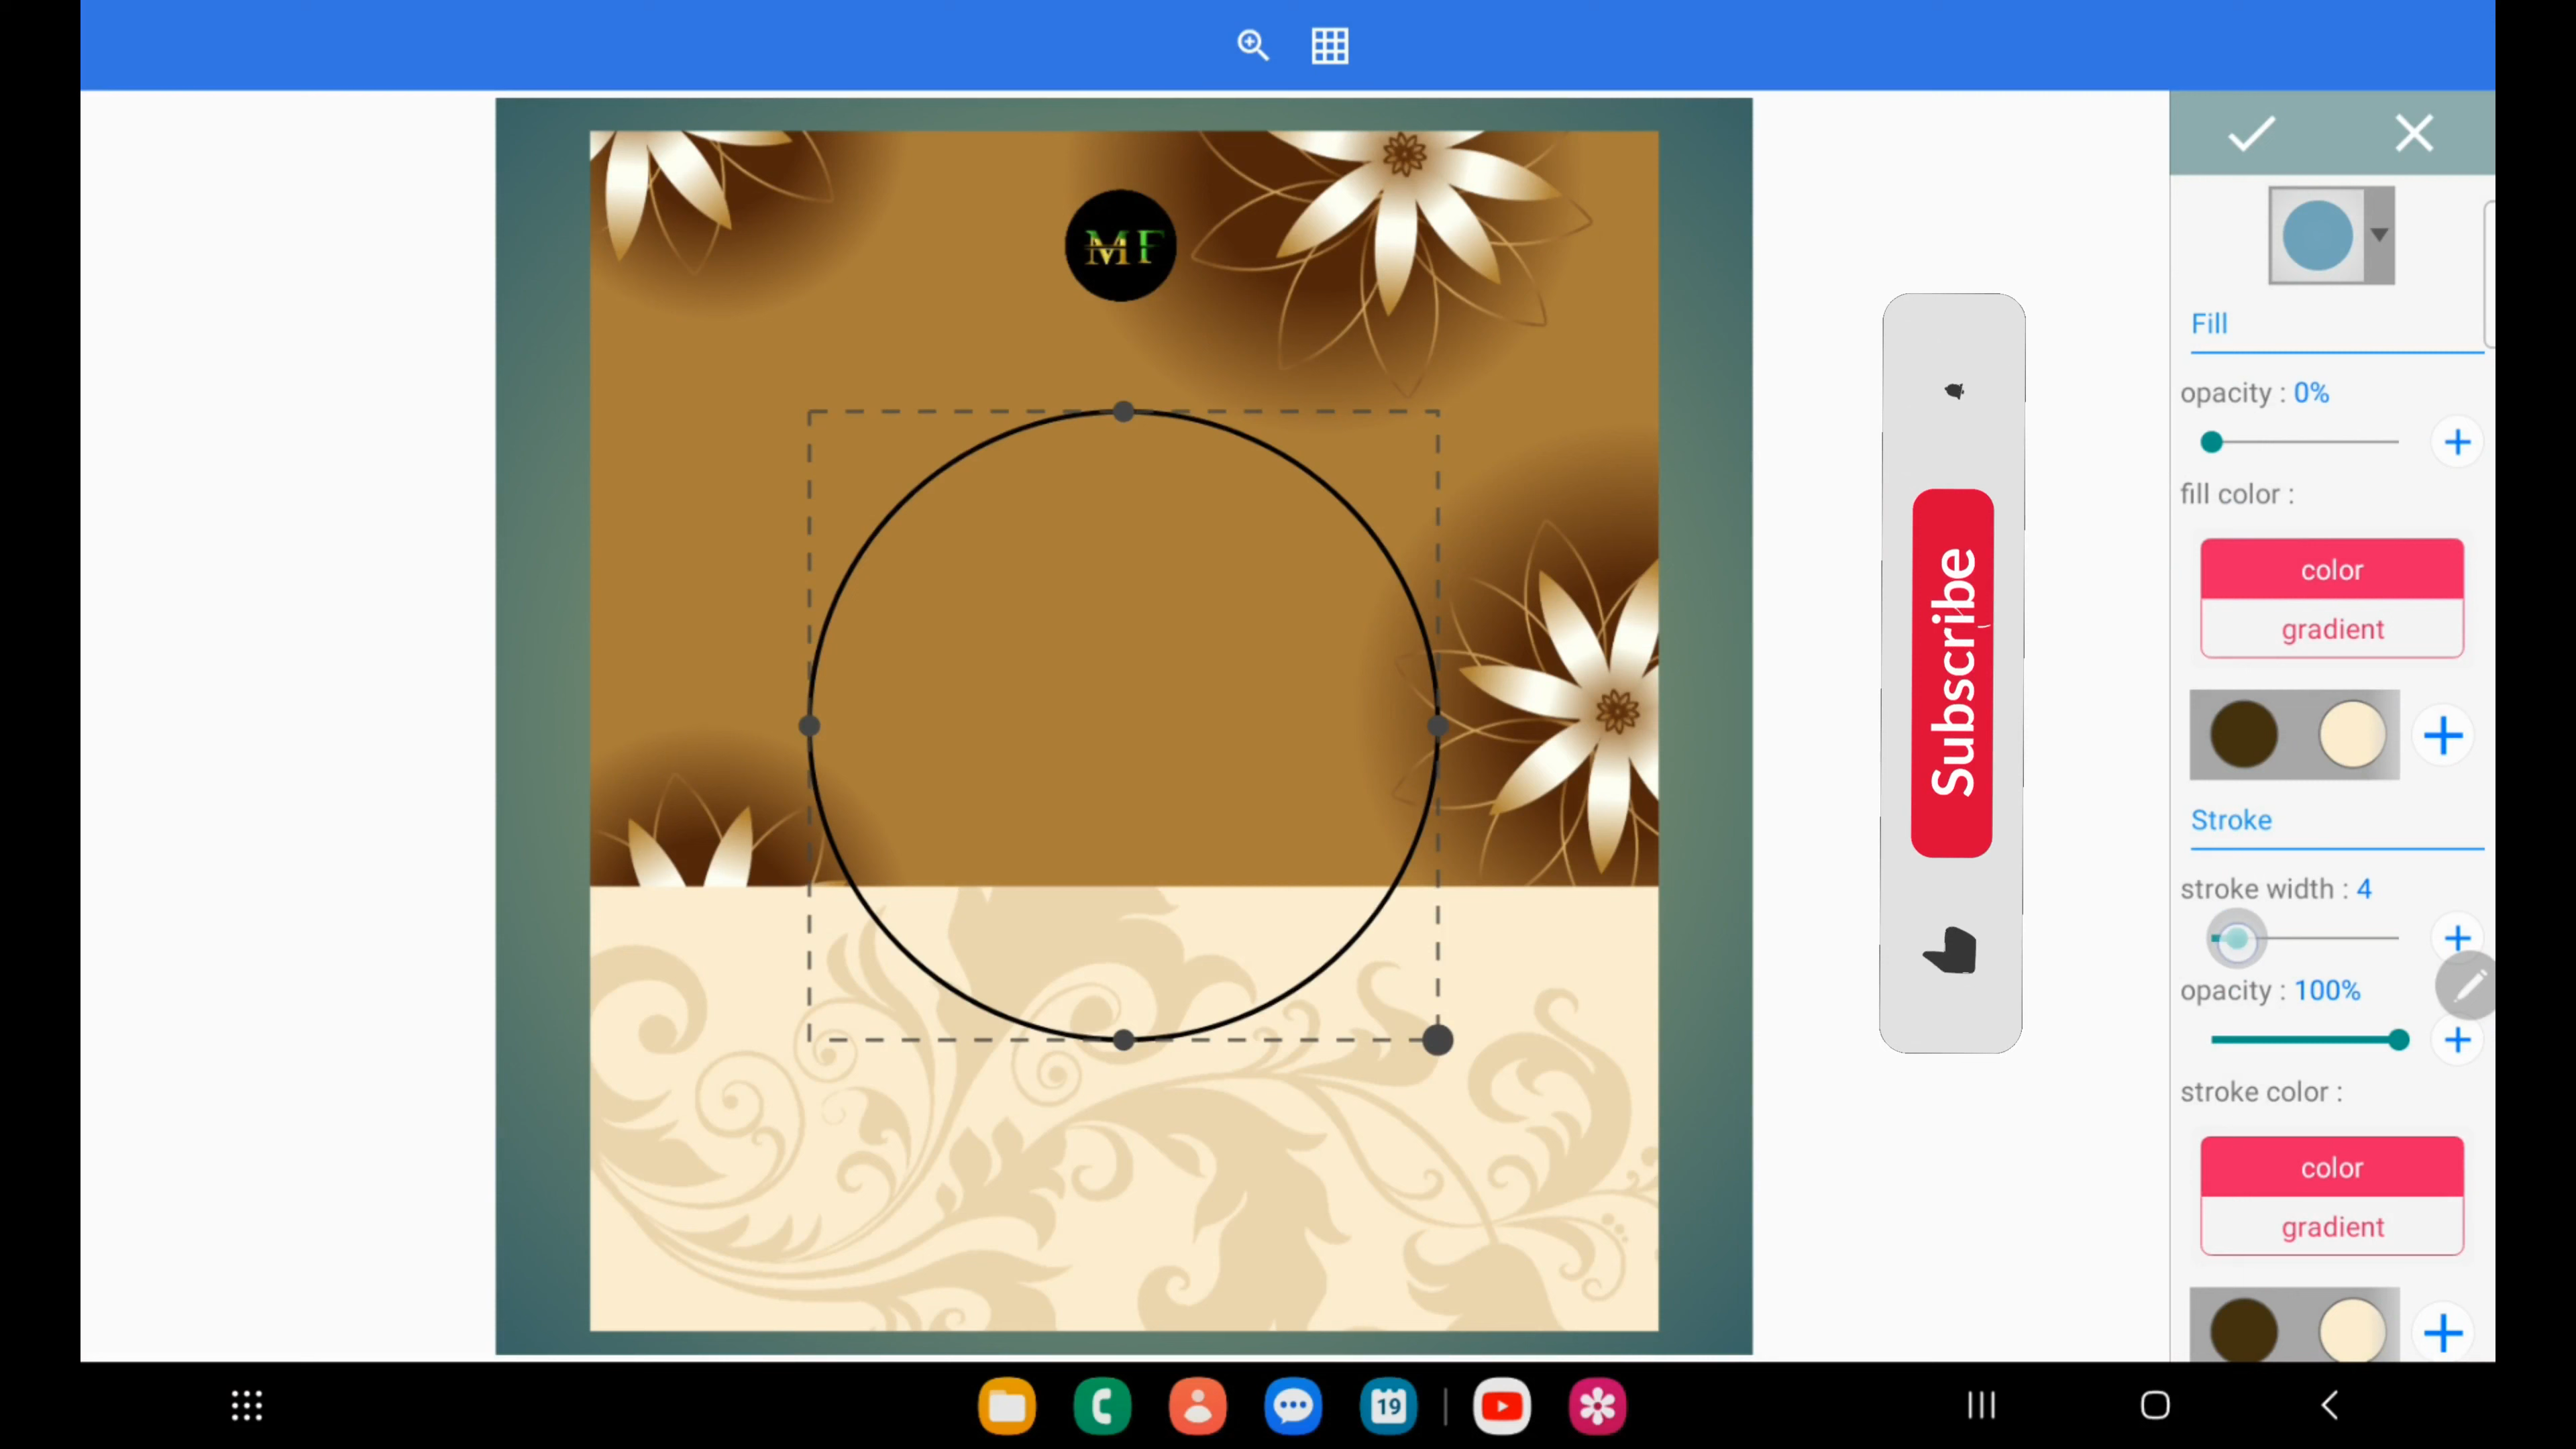 MF
Subscribe
Fill
opacity : 0%
fill color :
color
gradient
Stroke
stroke width : 4
opacity : 100%
stroke color :
color
gradient
19